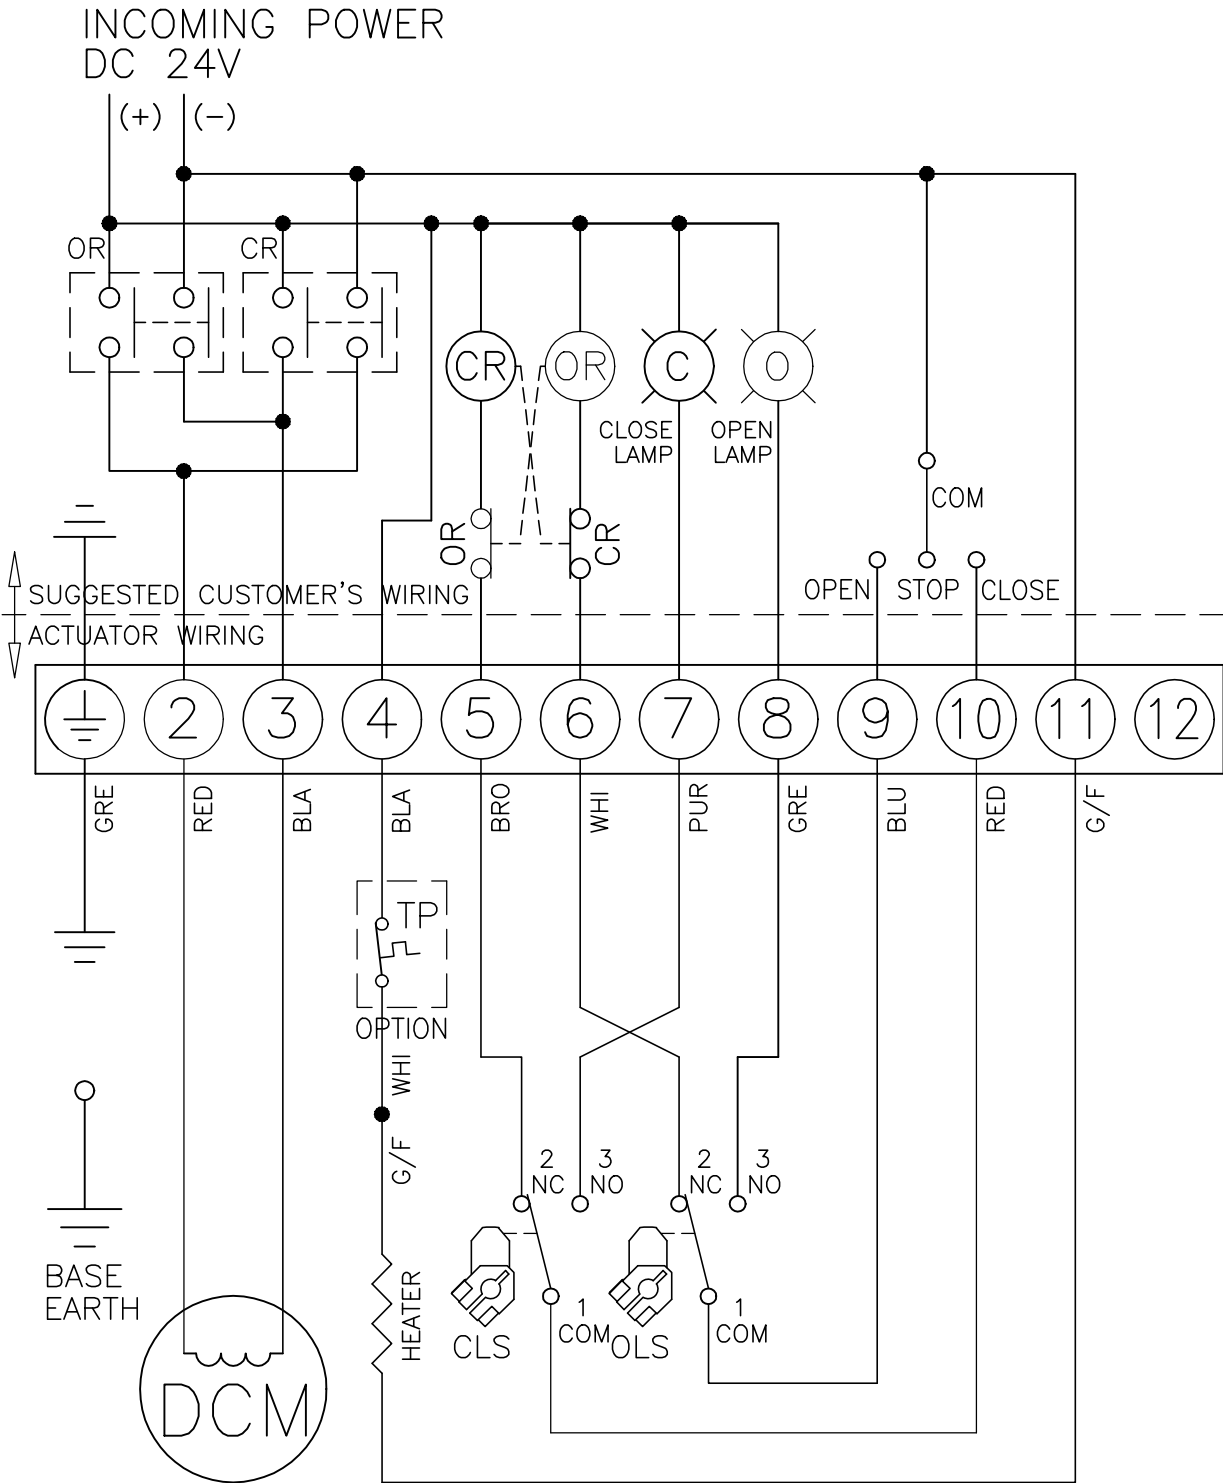 INCOMING POWER
DC 24V
(+) (-)
OR CR
CR OR C O
CLOSE
LAMP
OPEN
LAMP
COM
OR CR
OPEN STOP CLOSE
SUGGESTED CUSTOMER'S WIRING
ACTUATOR WIRING
2 3 4 5 6 7 8 9 10 11 12
GRE RED BLA BLA BRO WHI PUR GRE BLU RED G/F
TP
OPTION
WHI
G/F
2
NC
3
NO
2
NC
3
NO
BASE
EARTH
HEATER
1
COM
CLS
1
COM
OLS
DCM